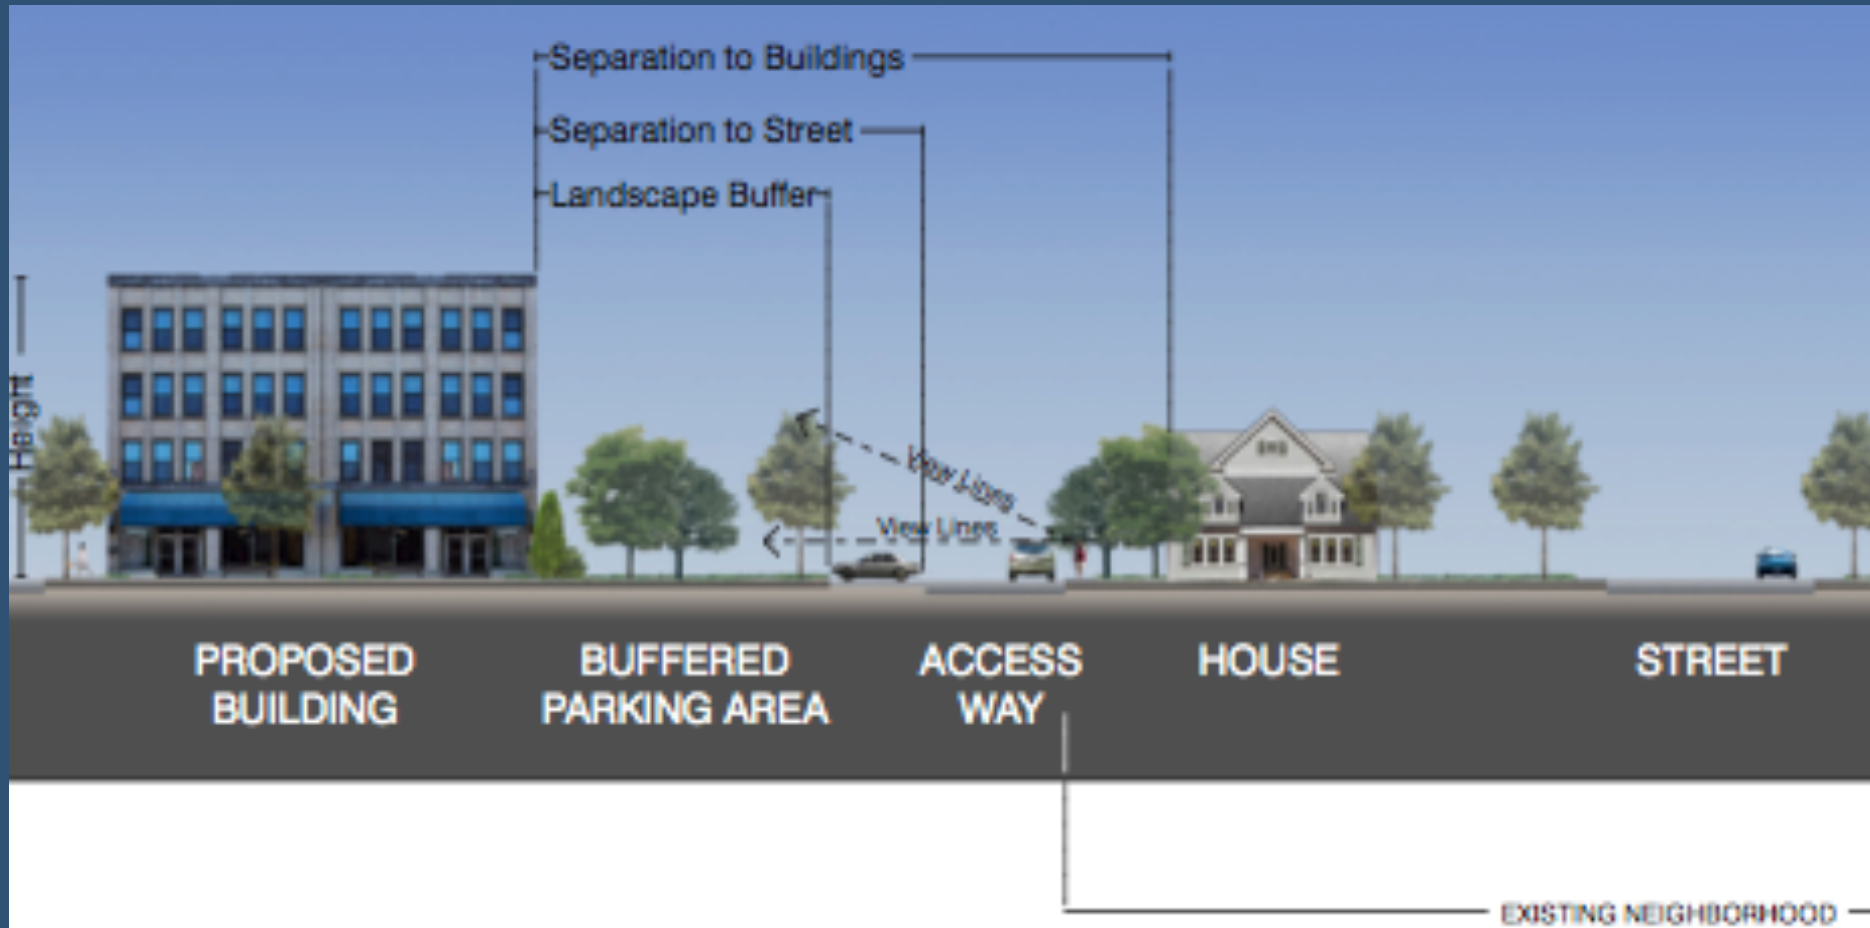 Separation to Buildings
Separation to Street
Landscape Buffer
Height
View Lines
View Lines
PROPOSED
BUILDING
BUFFERED
PARKING AREA
ACCESS
WAY
HOUSE
STREET
EXISTING NEIGHBORHOOD